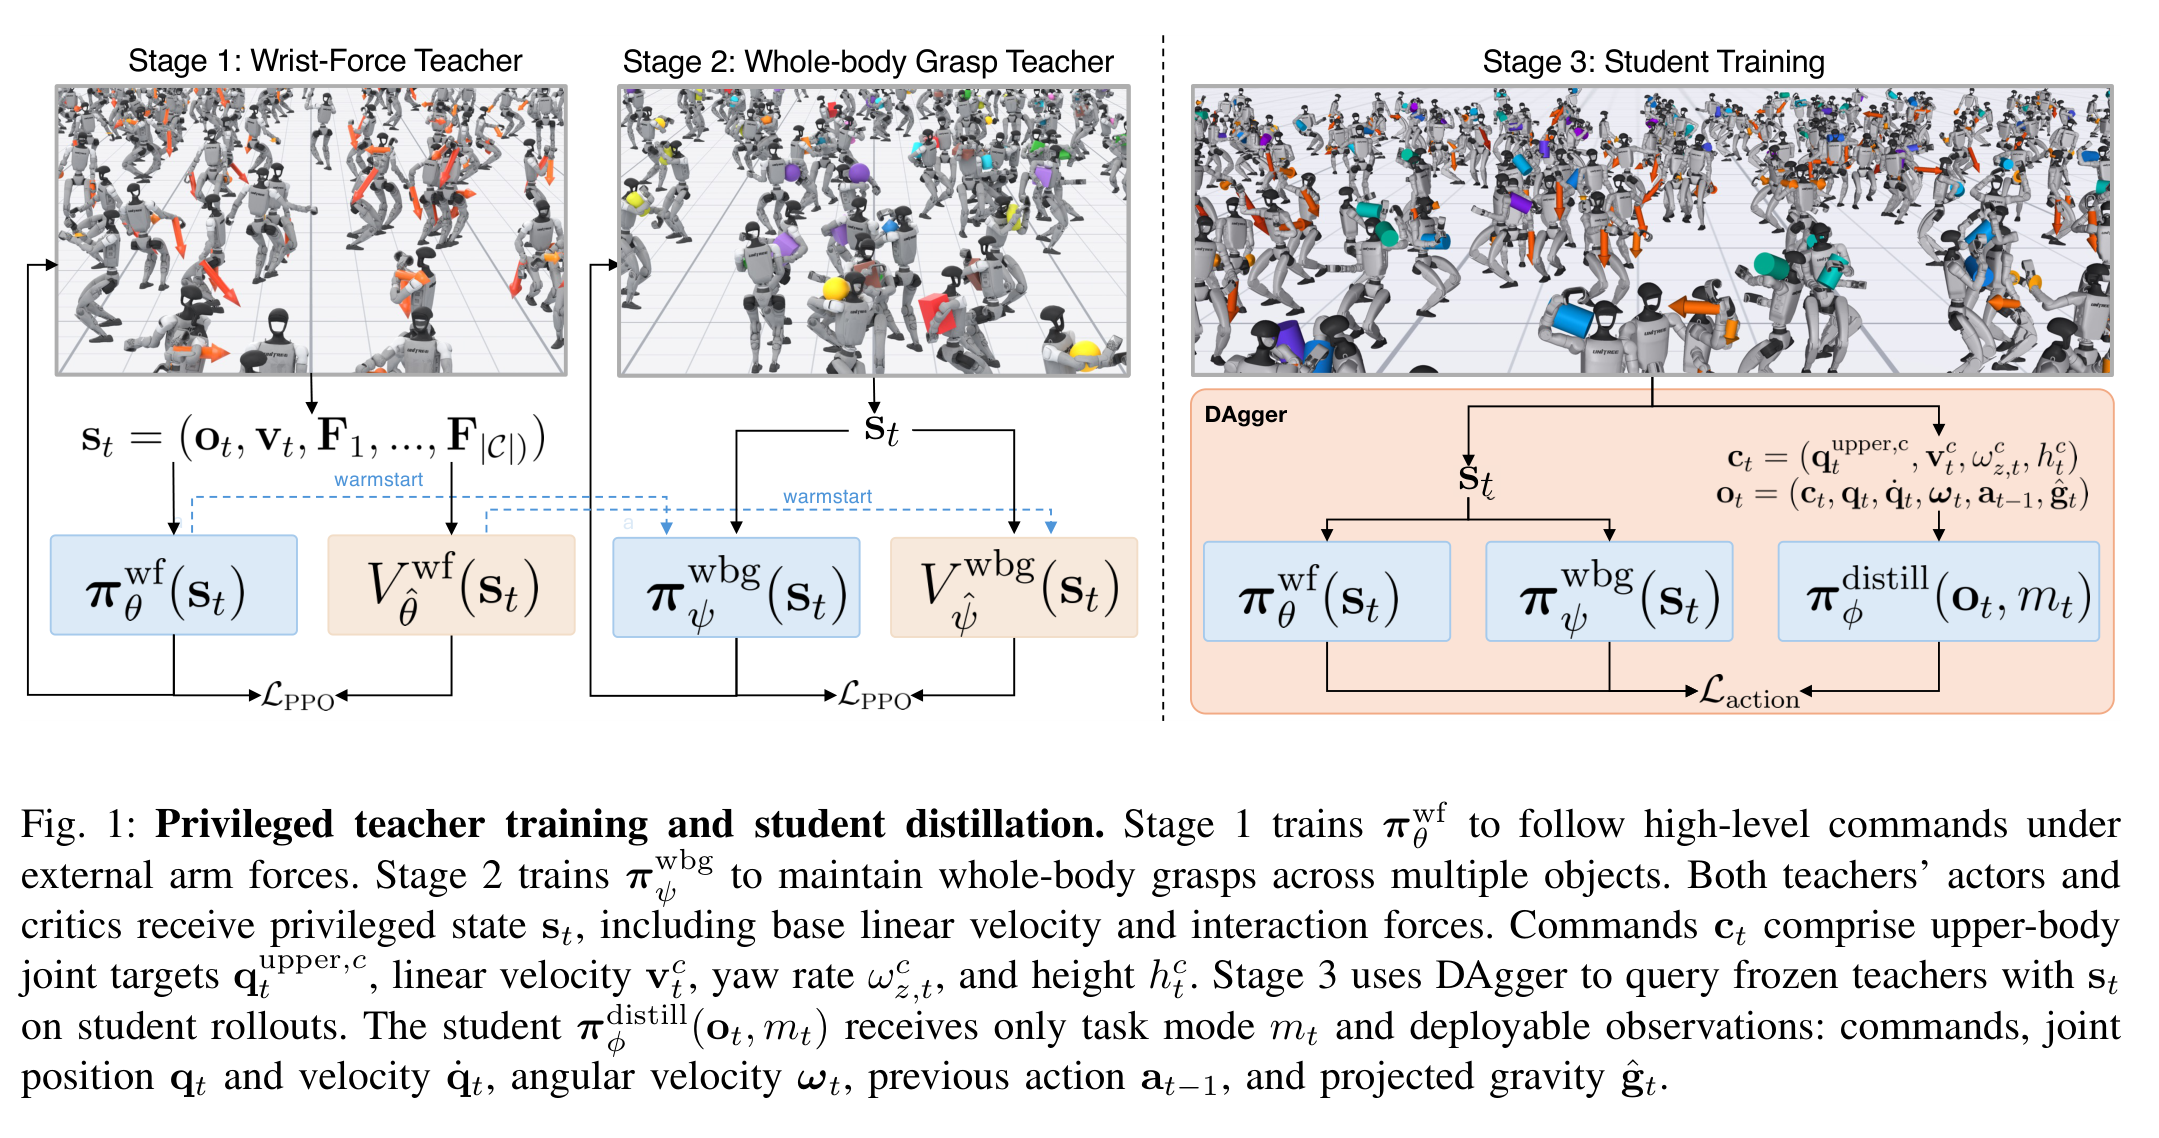 Stage 1: Wrist-Force Teacher
Stage 2: Whole-body Grasp Teacher
Stage 3: Student Training
s_t = (o_t, v_t, F_1, ..., F_{|𝒞|})
s_t
DAgger
s_t
c_t = (q_t^{upper,c}, v_t^c, ω_{z,t}^c, h_t^c)
o_t = (c_t, q_t, q̇_t, ω_t, a_{t−1}, ĝ_t)
warmstart
warmstart
a
π_θ^{wf}(s_t)
V_θ̂^{wf}(s_t)
π_ψ^{wbg}(s_t)
V_ψ̂^{wbg}(s_t)
π_θ^{wf}(s_t)
π_ψ^{wbg}(s_t)
π_ϕ^{distill}(o_t, m_t)
ℒ_PPO
ℒ_PPO
ℒ_action
Fig. 1: Privileged teacher training and student distillation. Stage 1 trains π_θ^{wf} to follow high-level commands under
external arm forces. Stage 2 trains π_ψ^{wbg} to maintain whole-body grasps across multiple objects. Both teachers’ actors and
critics receive privileged state s_t, including base linear velocity and interaction forces. Commands c_t comprise upper-body
joint targets q_t^{upper,c}, linear velocity v_t^c, yaw rate ω_{z,t}^c, and height h_t^c. Stage 3 uses DAgger to query frozen teachers with s_t
on student rollouts. The student π_ϕ^{distill}(o_t, m_t) receives only task mode m_t and deployable observations: commands, joint
position q_t and velocity q̇_t, angular velocity ω_t, previous action a_{t−1}, and projected gravity ĝ_t.